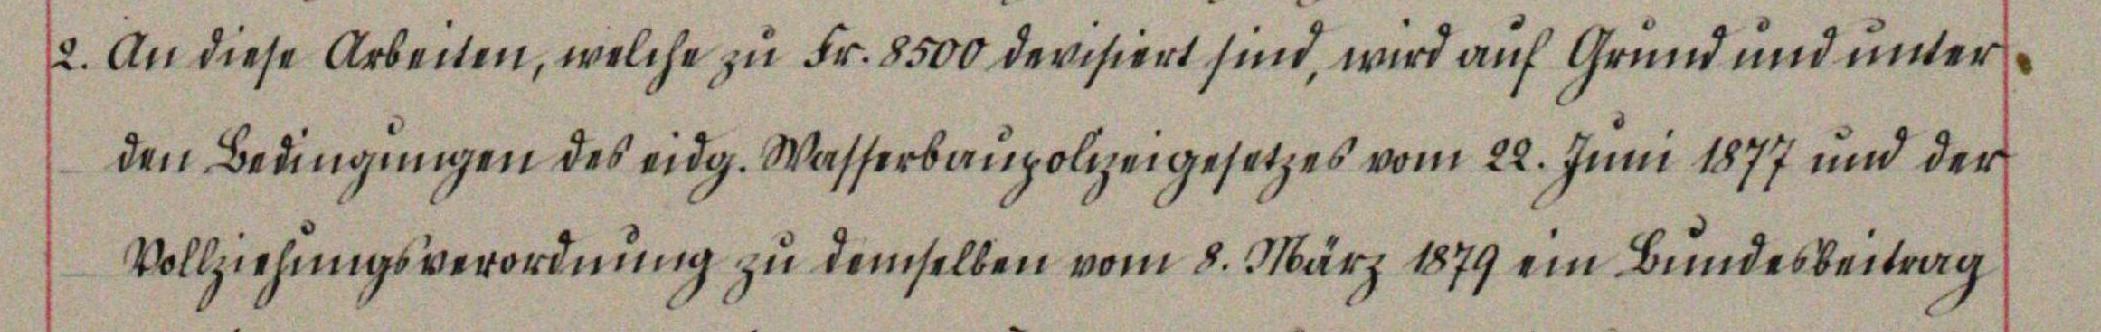 2. An diese Arbeiten, welche zu Fr. 8500 devisiert sind, wird auf Grund und unter
den Bedingungen des eidg. Wasserbaupolizeigesetzes vom 22. Juni 1877 und der
Vollziehungsverordnung zu demselben vom 8. März 1879 ein Bundesbeitrag